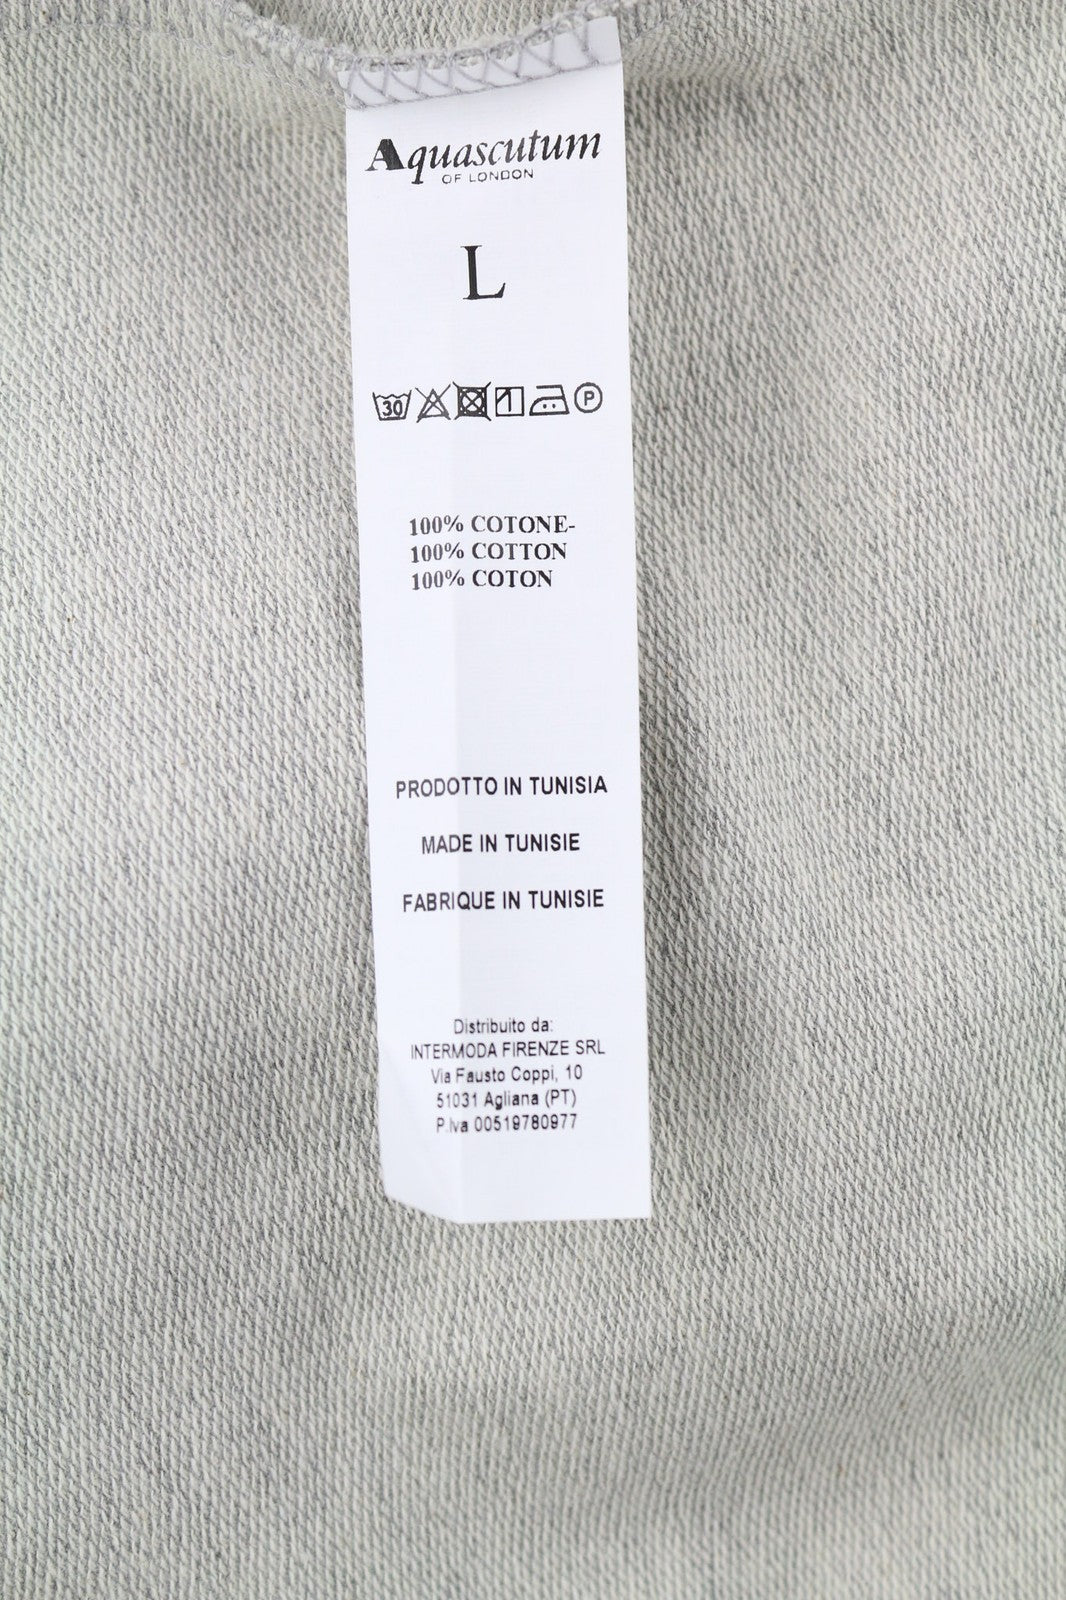 Aquascutum
OF LONDON
L
30 P
100% COTONE-
100% COTTON
100% COTON
PRODOTTO IN TUNISIA
MADE IN TUNISIE
FABRIQUE IN TUNISIE
Distribuito da:
INTERMODA FIRENZE SRL
Via Fausto Coppi, 10
51031 Agliana (PT)
P.Iva 00519780977